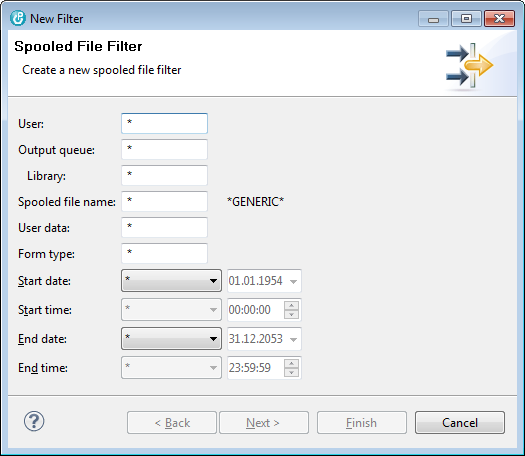 New Filter
Spooled File Filter
Create a new spooled file filter
User: *
Output queue: *
Library: *
Spooled file name: * *GENERIC*
User data: *
Form type: *
Start date: * 01.01.1954
Start time: * 00:00:00
End date: * 31.12.2053
End time: * 23:59:59
? < Back Next > Finish Cancel